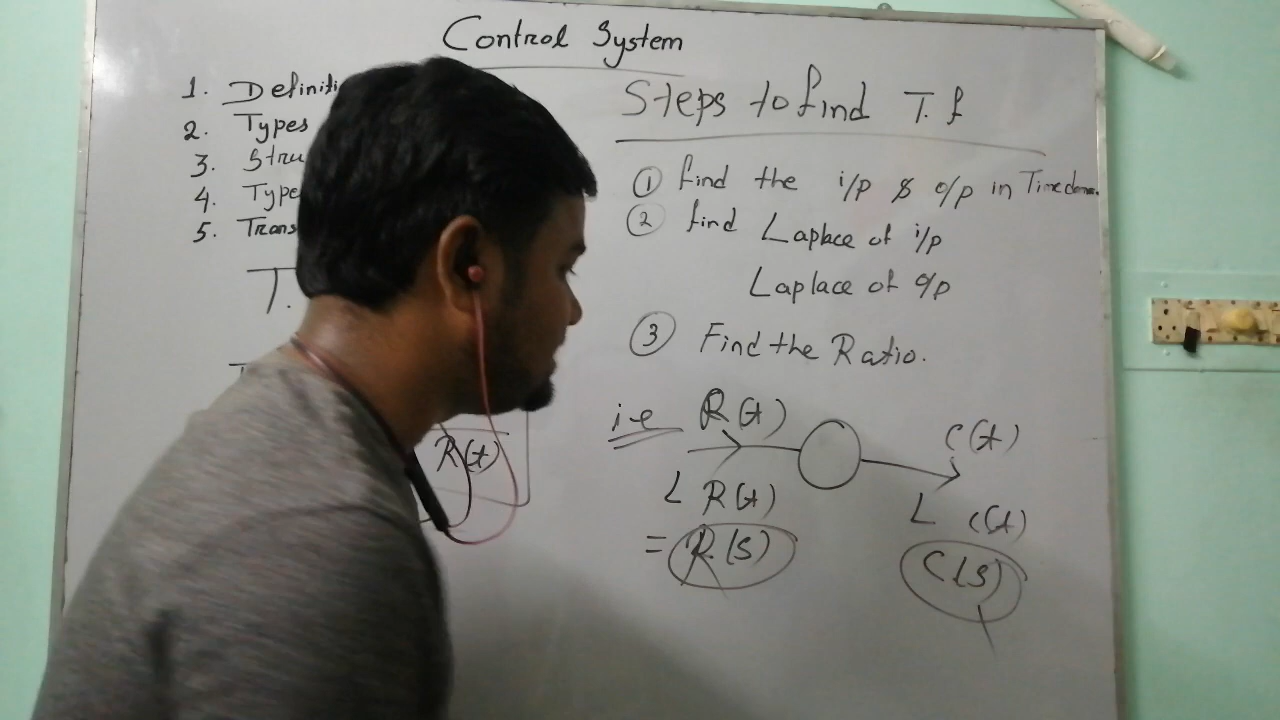 Control System
1. Definiti
2. Types
3. Stru
4. Type
5. Trans
T.
R(t)
Steps to find T.f
① find the i/p $ o/p in Time
② find Laplace of i/p
Laplace of o/p
③ Find the Ratio.
i.e R(t) C(t)
L R(t) L C(t)
= R(s) C(s)